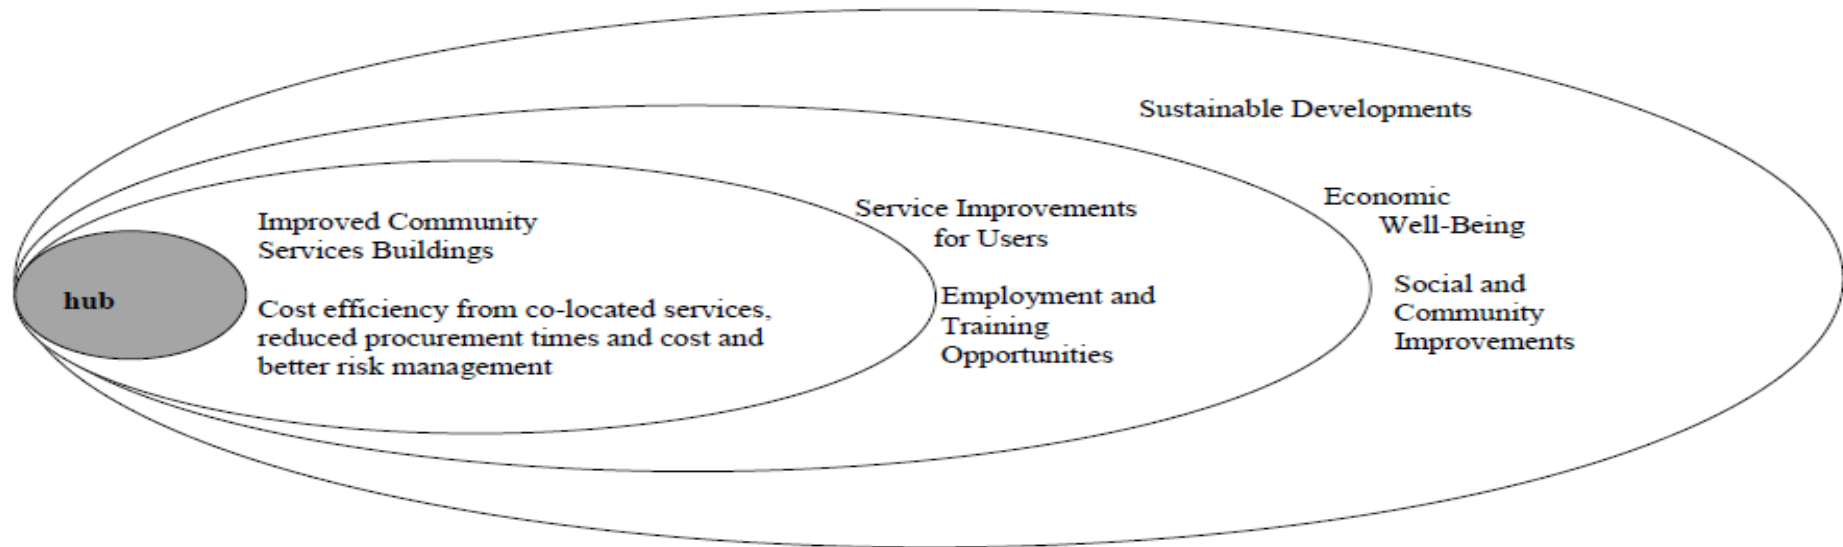 Sustainable Developments
Economic
Well-Being
Service Improvements
for Users
Improved Community
Services Buildings
hub
Cost efficiency from co-located services,
reduced procurement times and cost and
better risk management
Employment and
Training
Opportunities
Social and
Community
Improvements